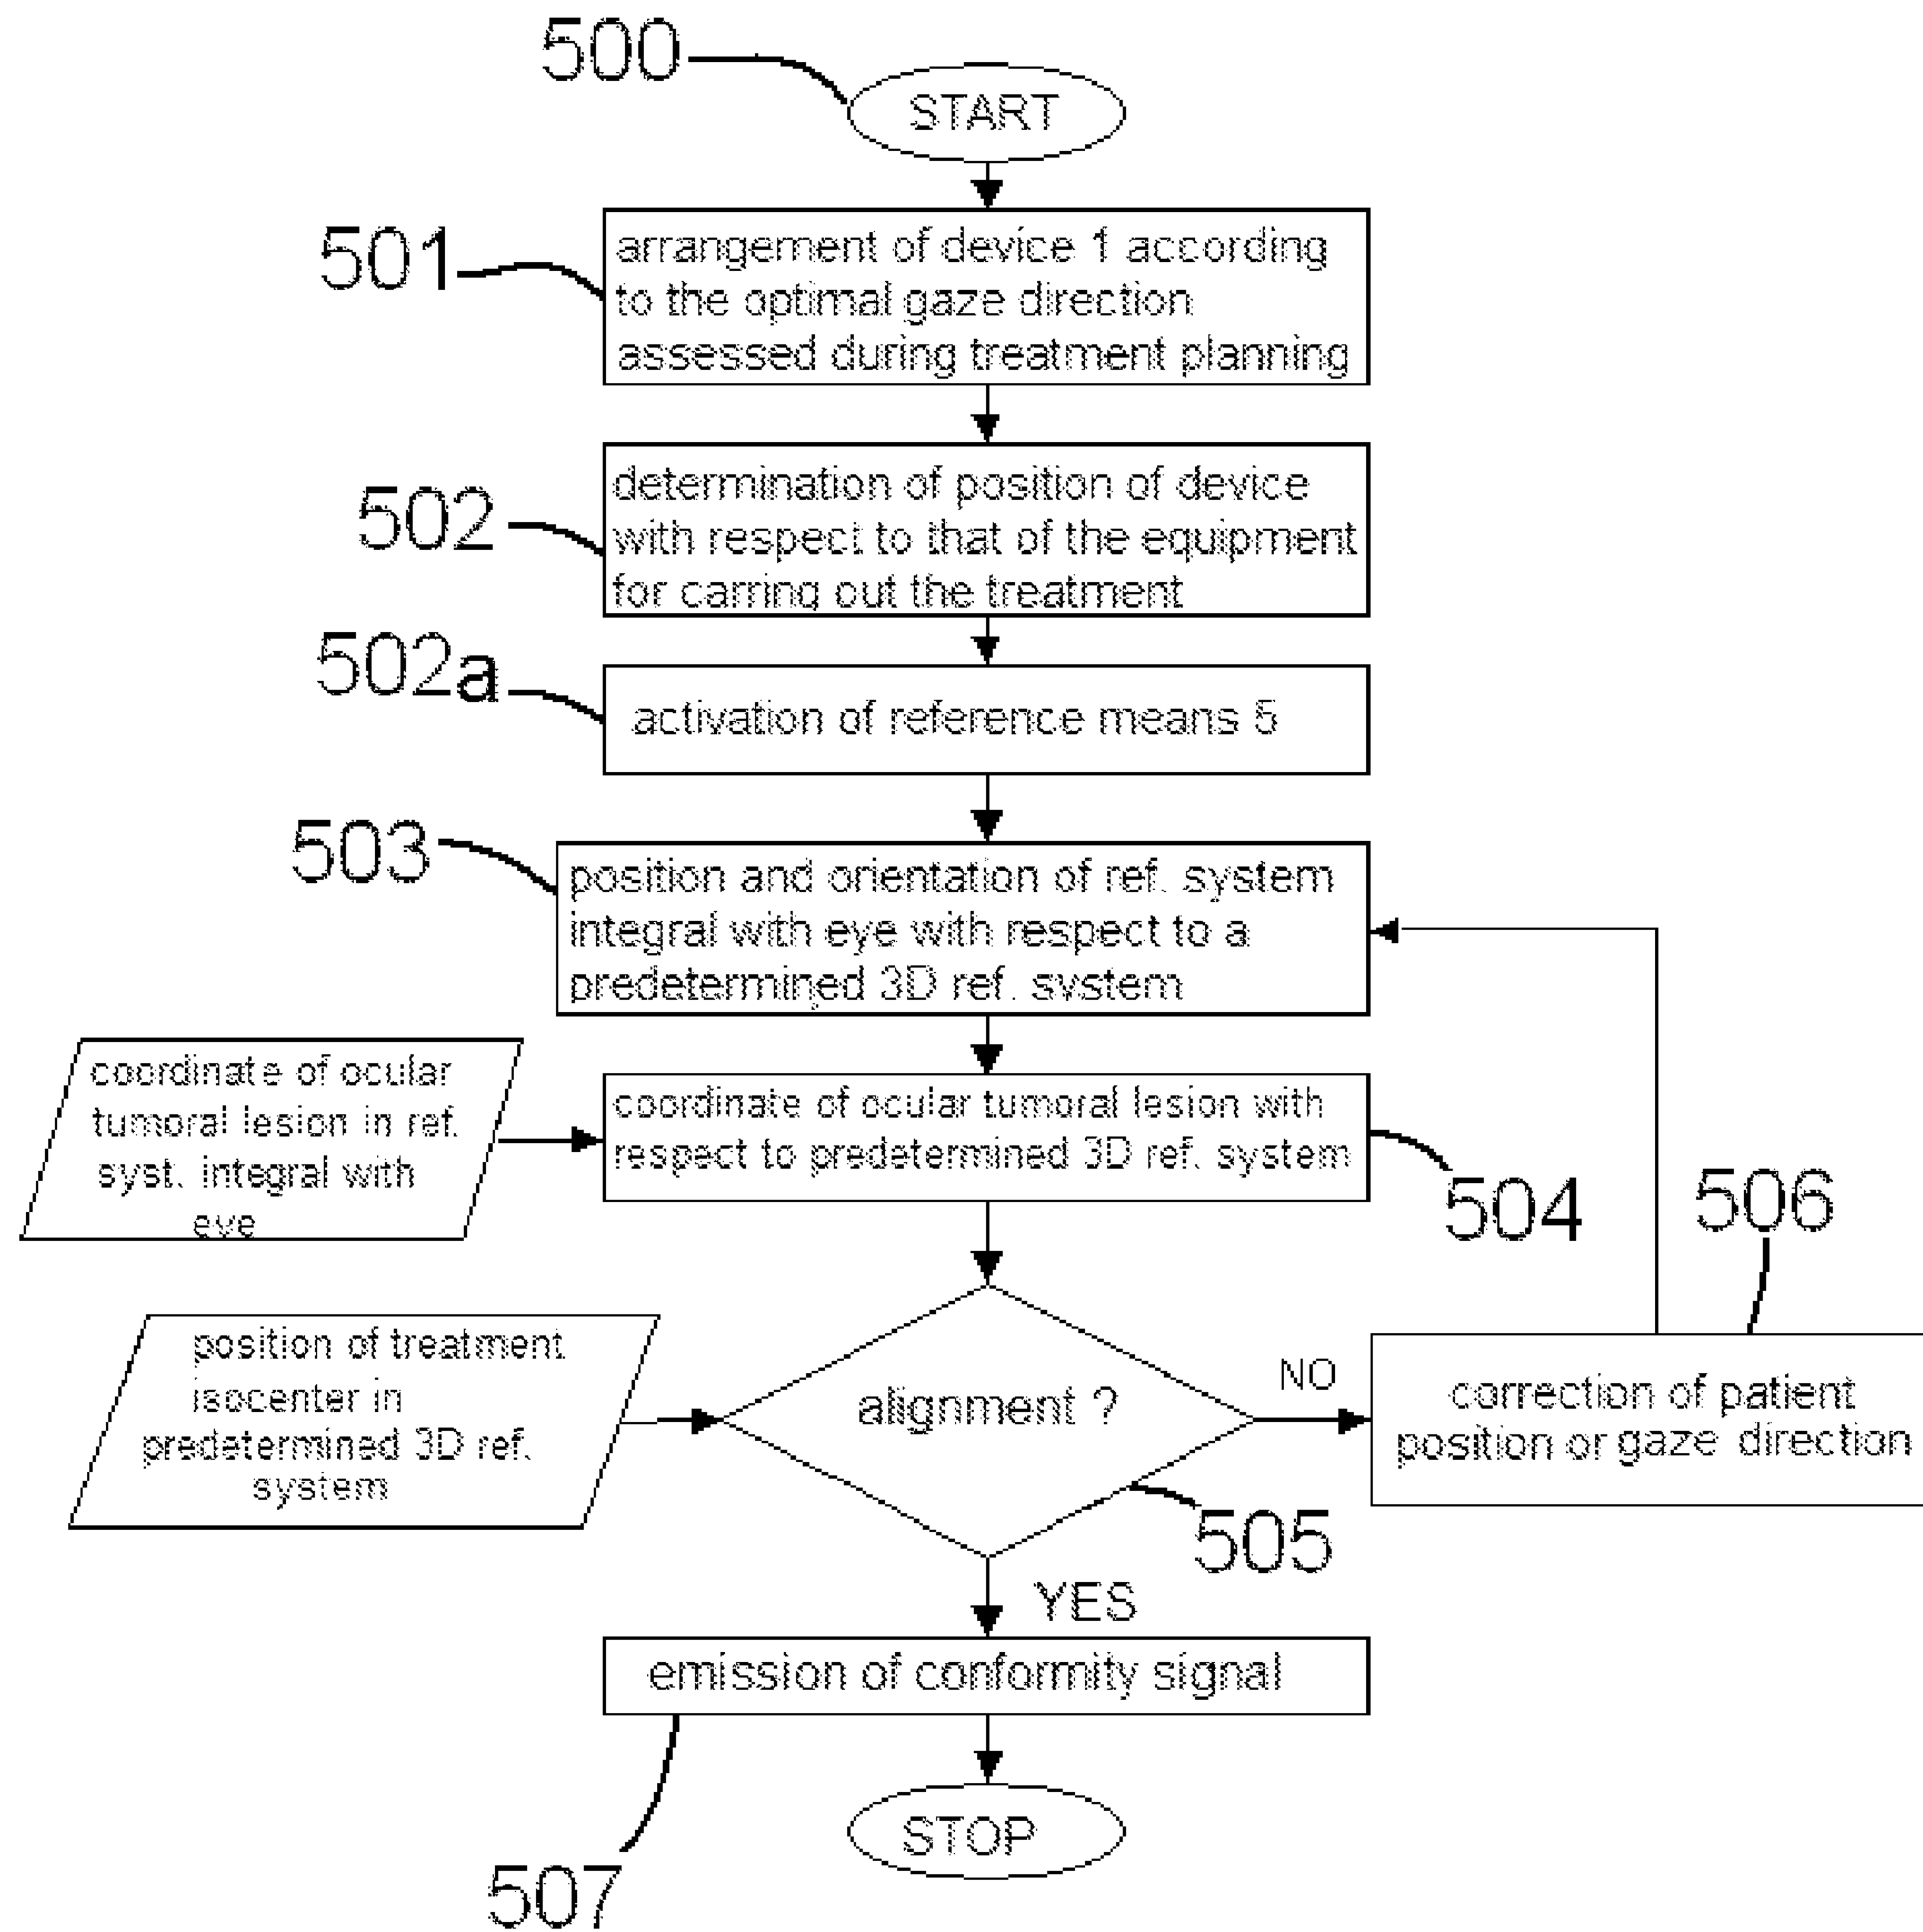 500
START
501
arrangement of device 1 according
to the optimal gaze direction
assessed during treatment planning
502
determination of position of device
with respect to that of the equipment
for carring out the treatment
502a
activation of reference means 5
503
position and orientation of ref. system
integral with eye with respect to a
predetermined 3D ref. system
coordinate of ocular
tumoral lesion in ref.
syst. integral with
eye
coordinate of ocular tumoral lesion with
respect to predetermined 3D ref. system
504
506
position of treatment
isocenter in
predetermined 3D ref.
system
alignment ?
NO
correction of patient
position or gaze direction
505
YES
emission of conformity signal
507
STOP